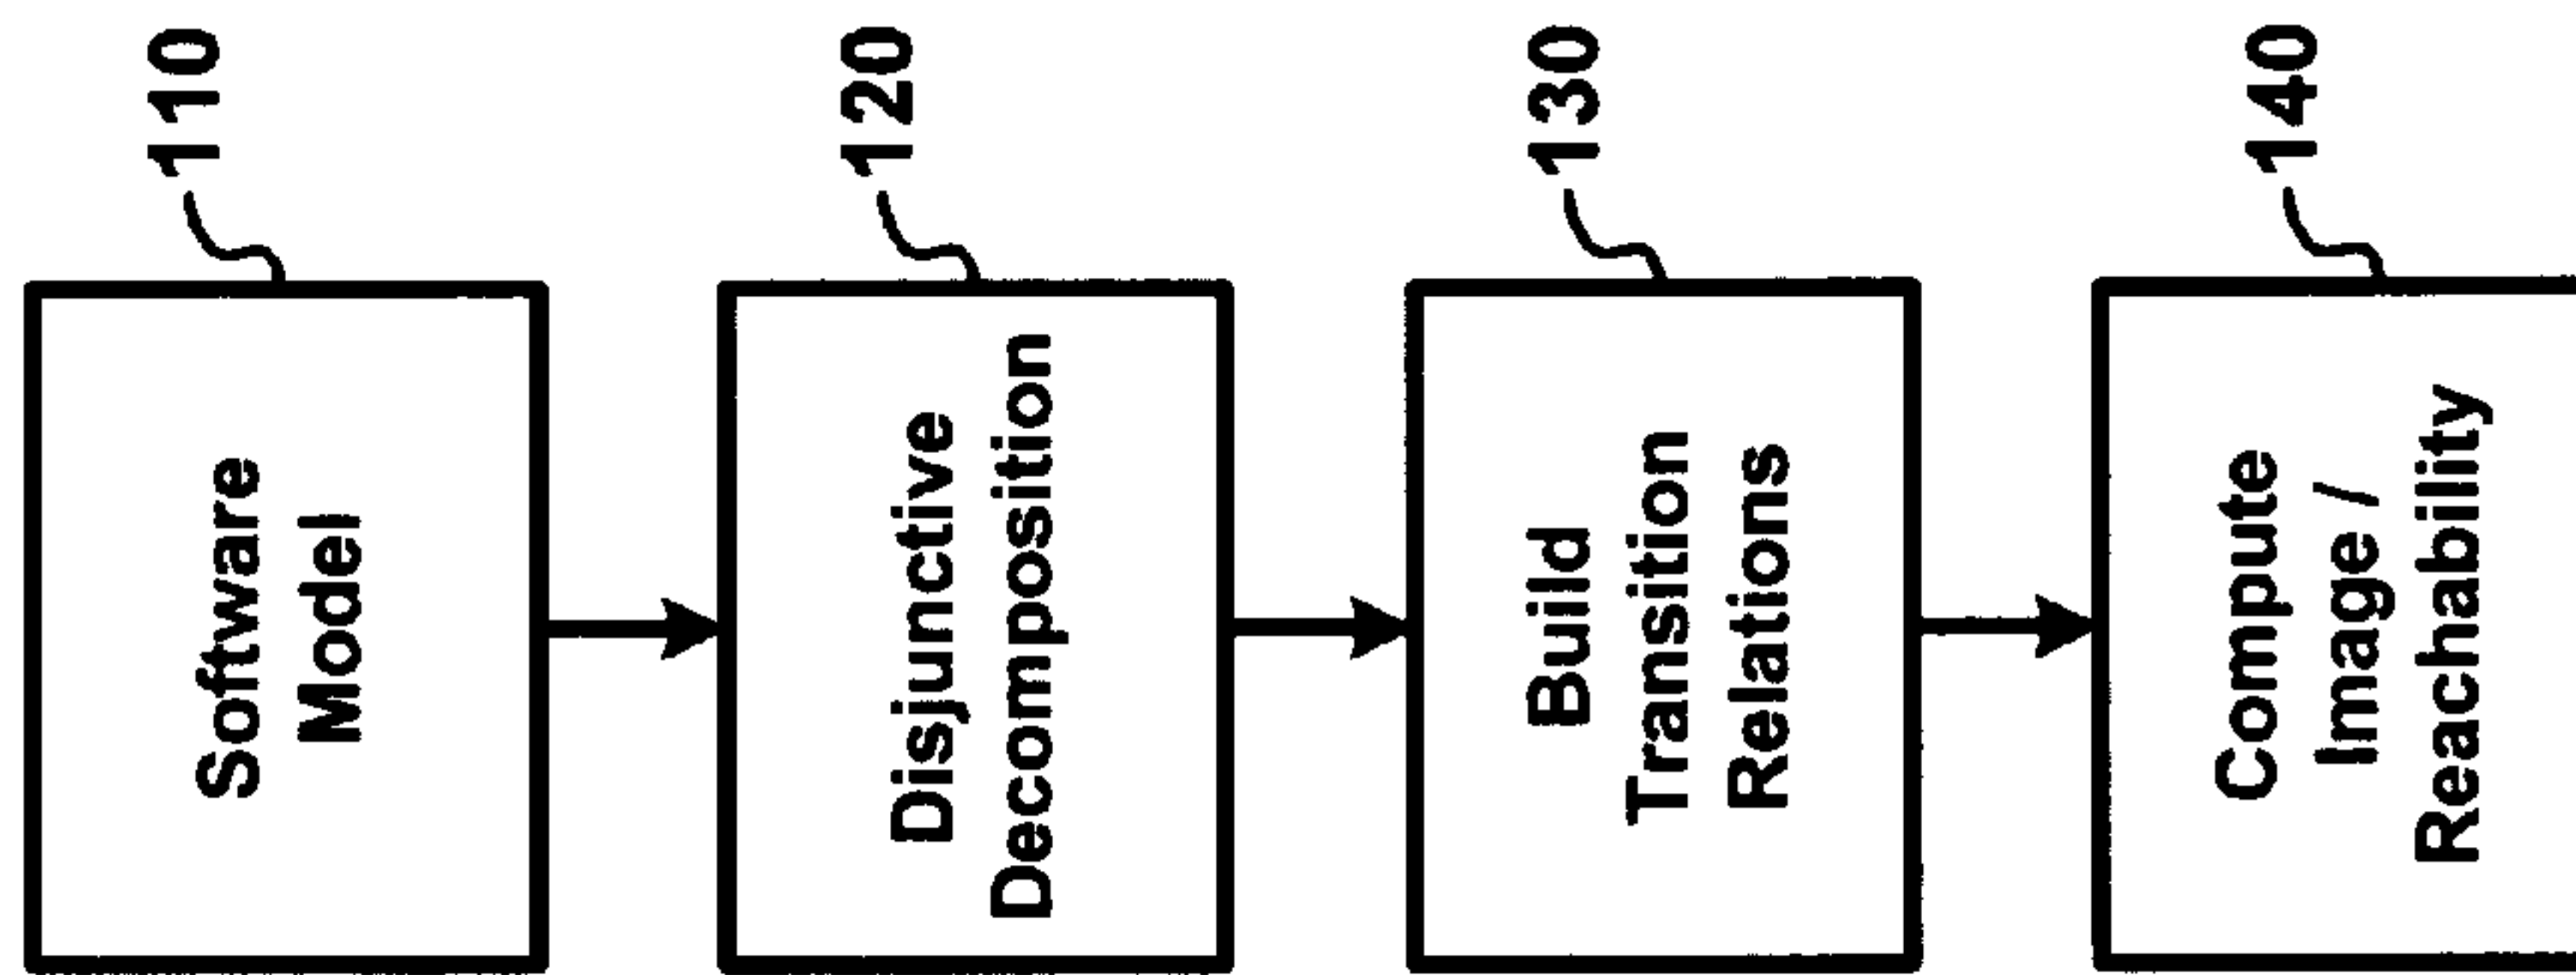 110
Software
Model
120
Disjunctive
Decomposition
130
Build
Transition
Relations
140
Compute
Image /
Reachability